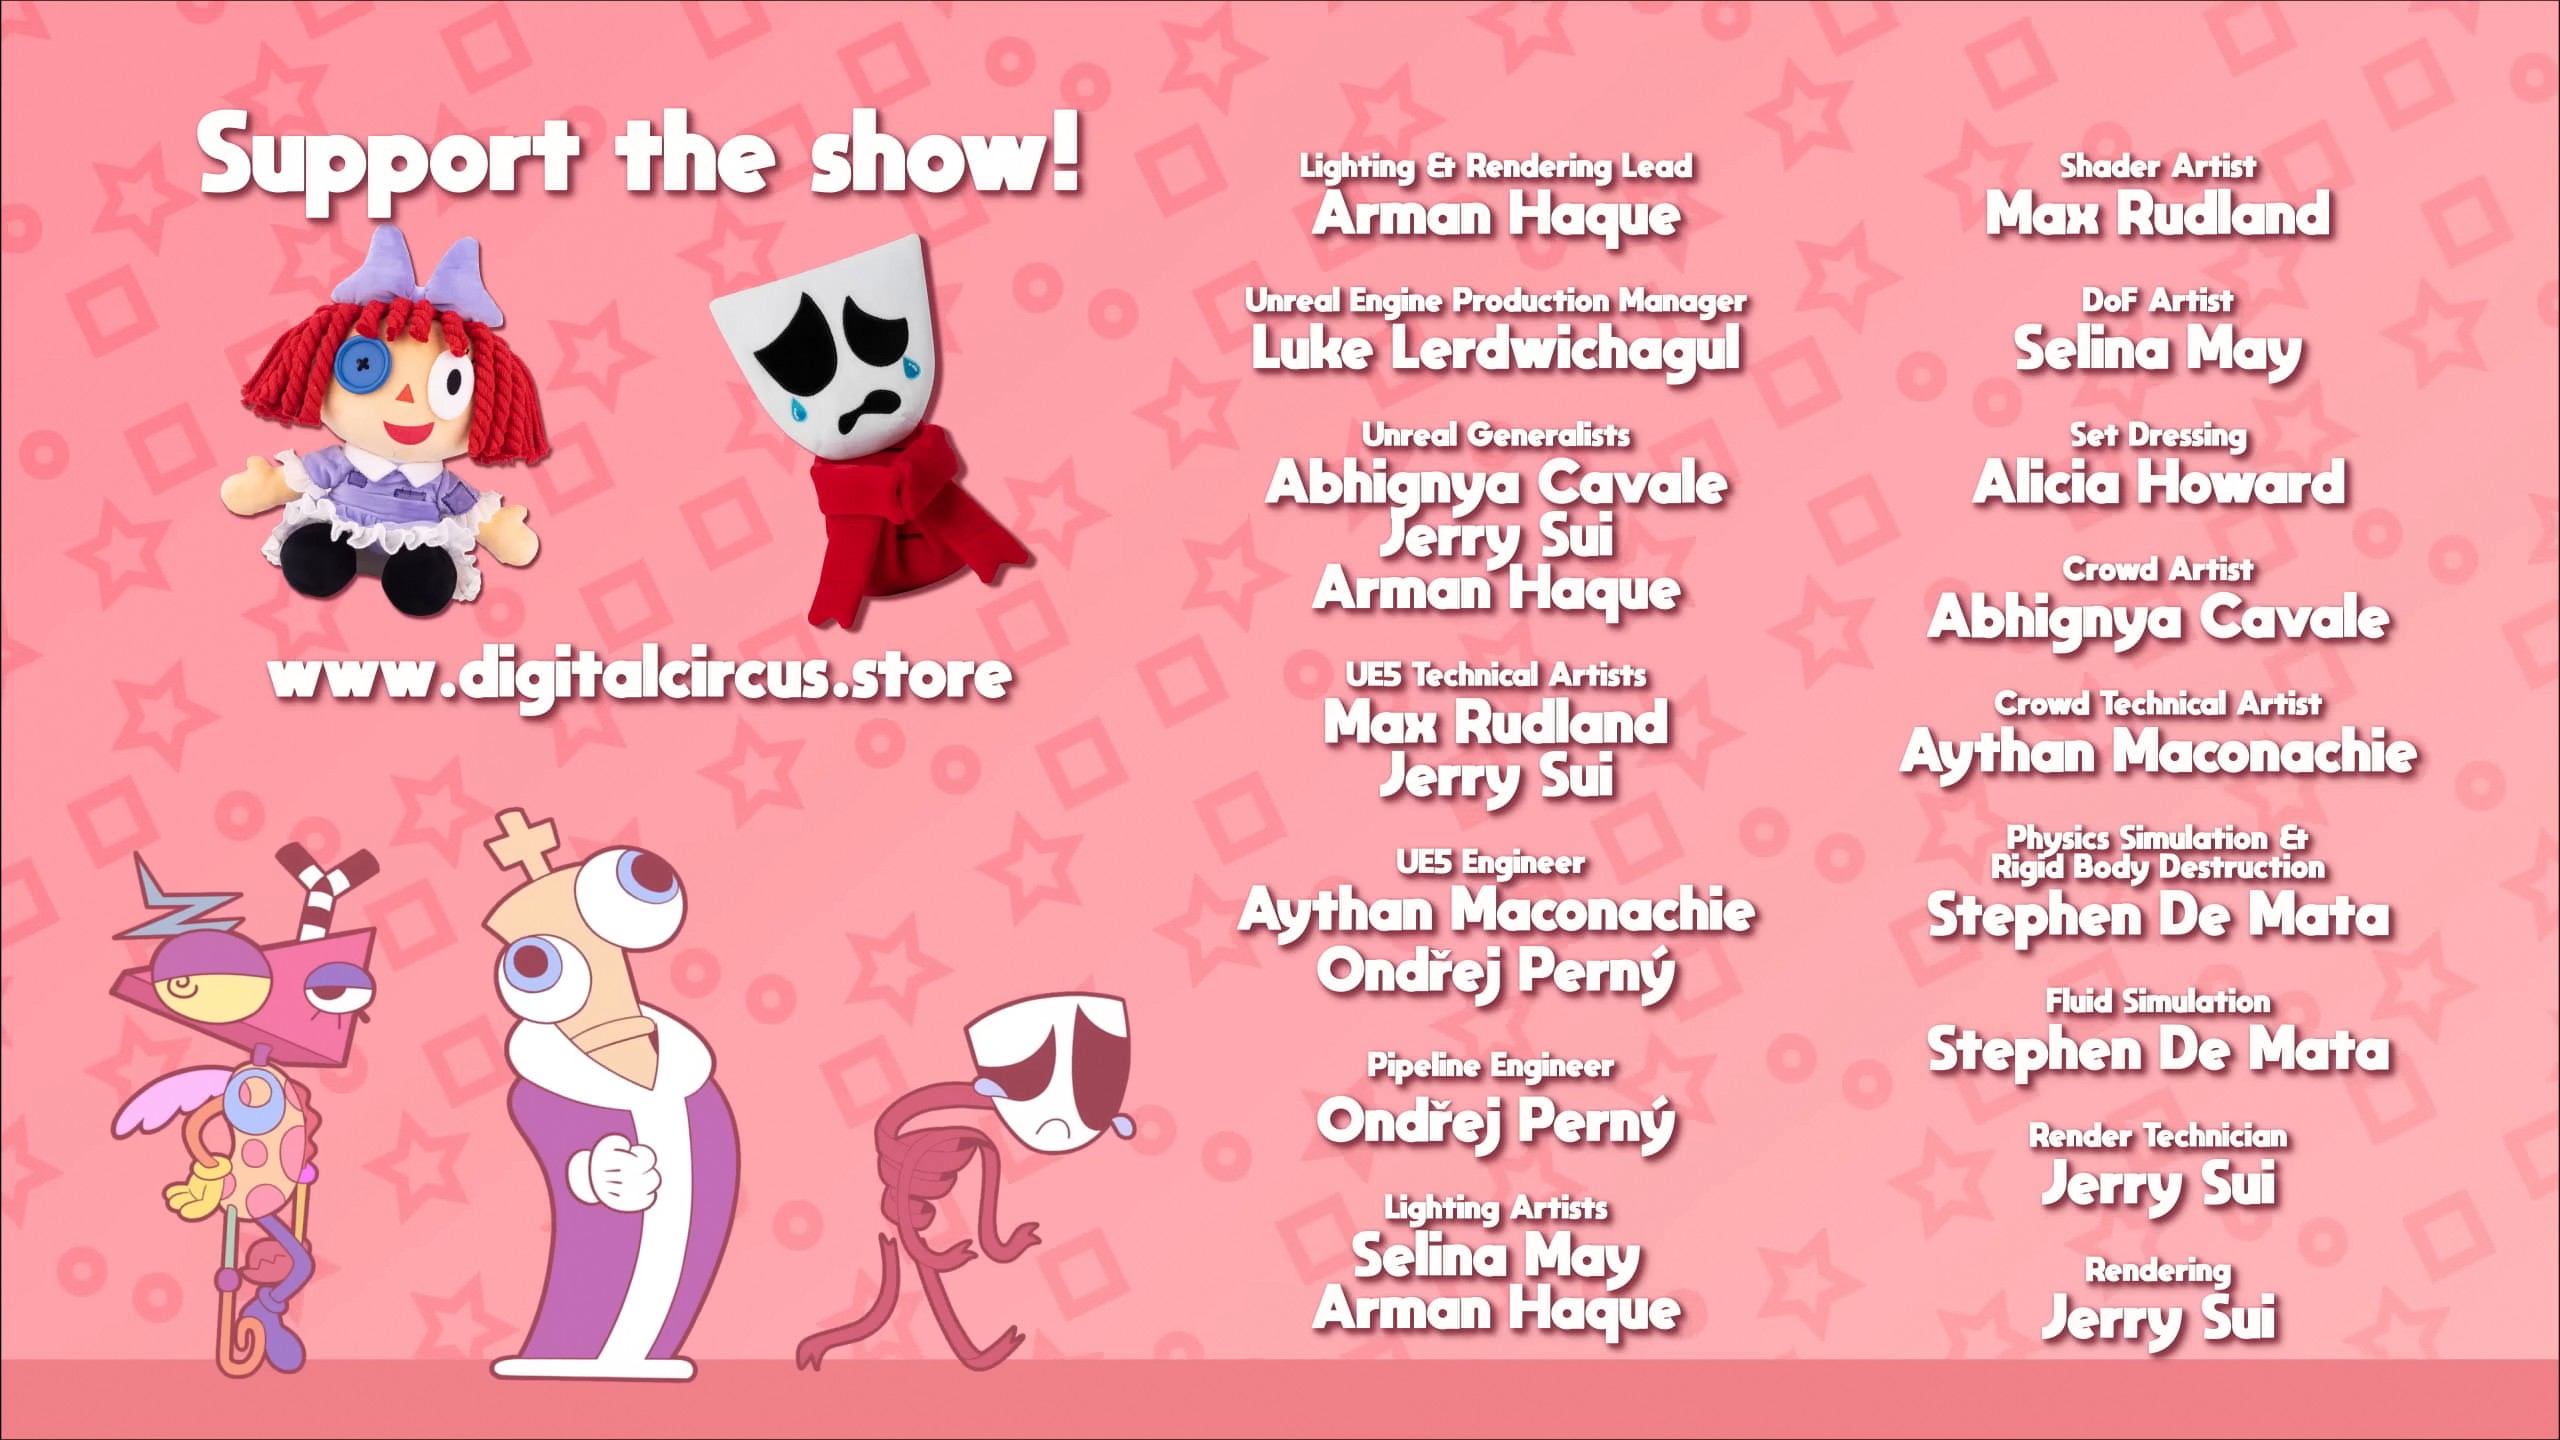 Support the show!
www.digitalcircus.store
Lighting & Rendering Lead
Arman Haque
Unreal Engine Production Manager
Luke Lerdwichagul
Unreal Generalists
Abhignya Cavale
Jerry Sui
Arman Haque
UE5 Technical Artists
Max Rudland
Jerry Sui
UE5 Engineer
Aythan Maconachie
Ondřej Perný
Pipeline Engineer
Ondřej Perný
Lighting Artists
Selina May
Arman Haque
Shader Artist
Max Rudland
DoF Artist
Selina May
Set Dressing
Alicia Howard
Crowd Artist
Abhignya Cavale
Crowd Technical Artist
Aythan Maconachie
Physics Simulation &
Rigid Body Destruction
Stephen De Mata
Fluid Simulation
Stephen De Mata
Render Technician
Jerry Sui
Rendering
Jerry Sui